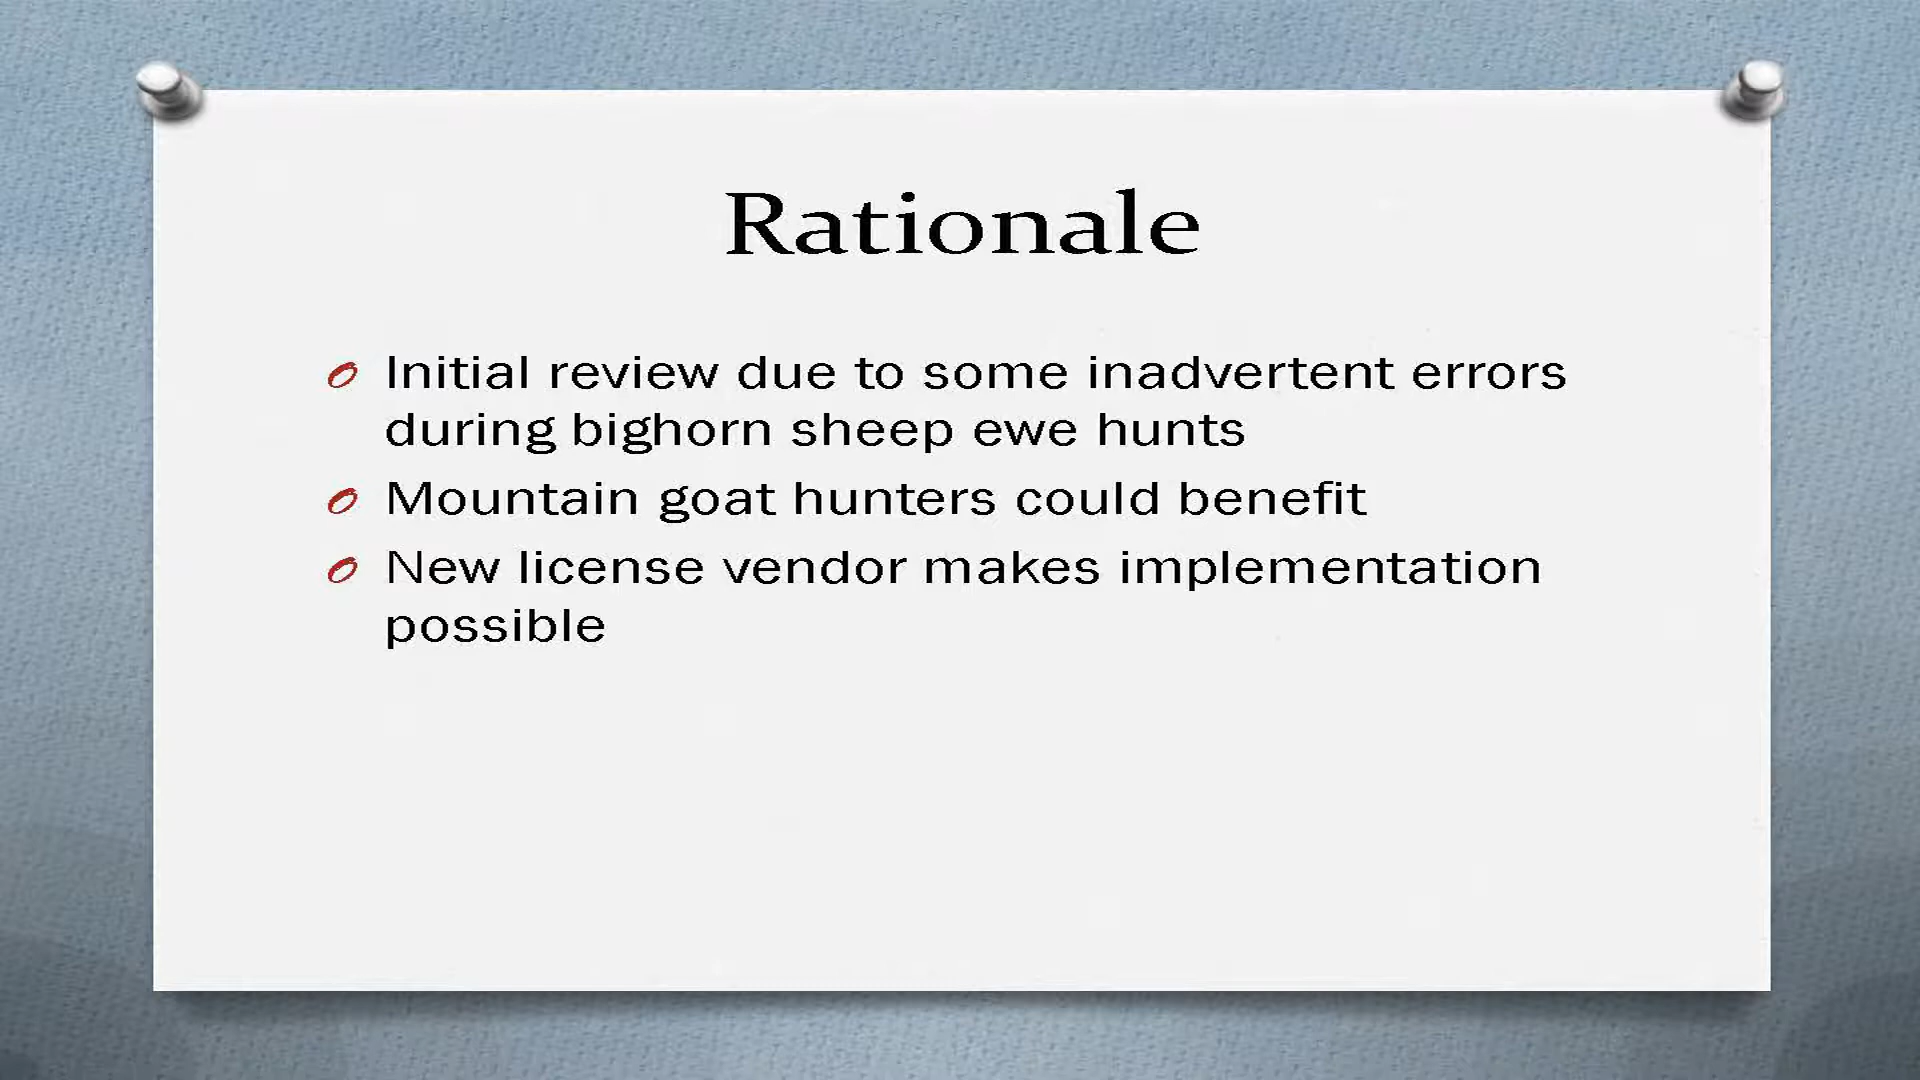 Rationale
Initial review due to some inadvertent errors
during bighorn sheep ewe hunts
Mountain goat hunters could benefit
New license vendor makes implementation
possible